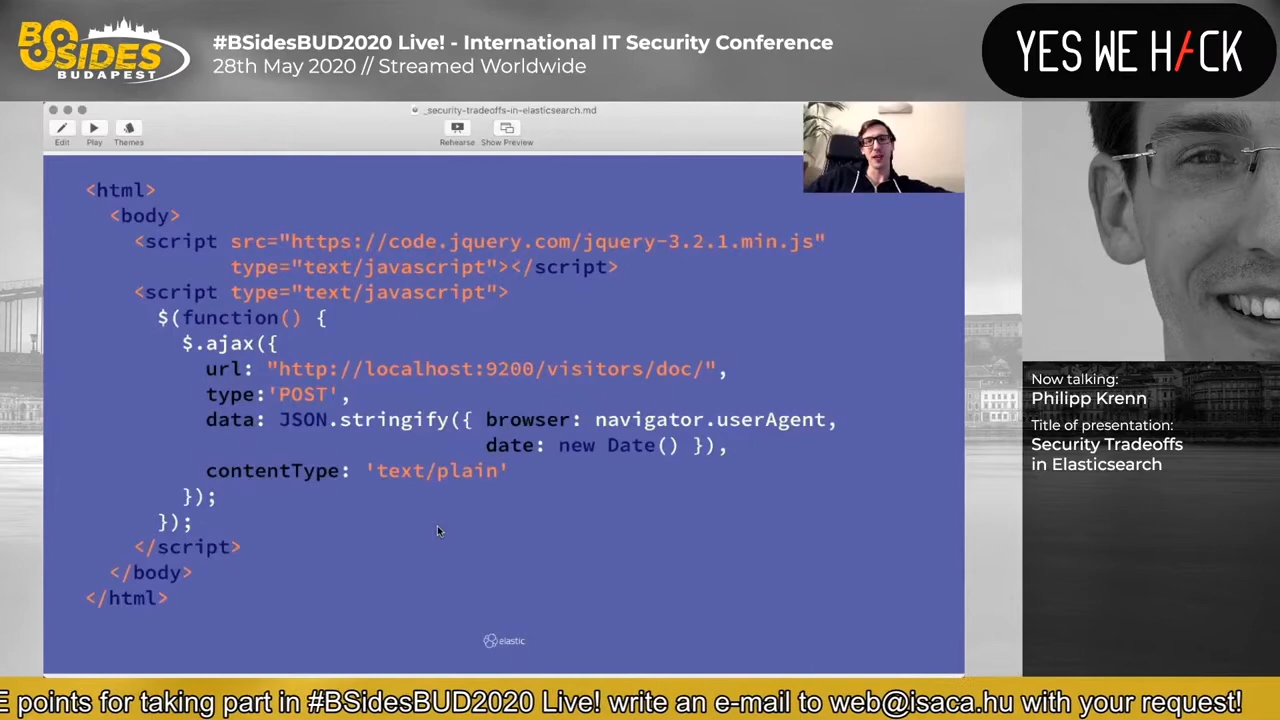 BSIDES
BUDAPEST
#BSidesBUD2020 Live! - International IT Security Conference
28th May 2020 // Streamed Worldwide
YES WE H/CK
_security-tradeoffs-in-elasticsearch.md
Edit Play Themes Rehearse Show Preview
<html>
<body>
<script src="https://code.jquery.com/jquery-3.2.1.min.js"
type="text/javascript"></script>
<script type="text/javascript">
$(function() {
$.ajax({
url: "http://localhost:9200/visitors/doc/",
type:'POST',
data: JSON.stringify({ browser: navigator.userAgent,
date: new Date() }),
contentType: 'text/plain'
});
});
</script>
</body>
</html>
elastic
Now talking:
Philipp Krenn
Title of presentation:
Security Tradeoffs
in Elasticsearch
E points for taking part in #BSidesBUD2020 Live! write an e-mail to web@isaca.hu with your request!